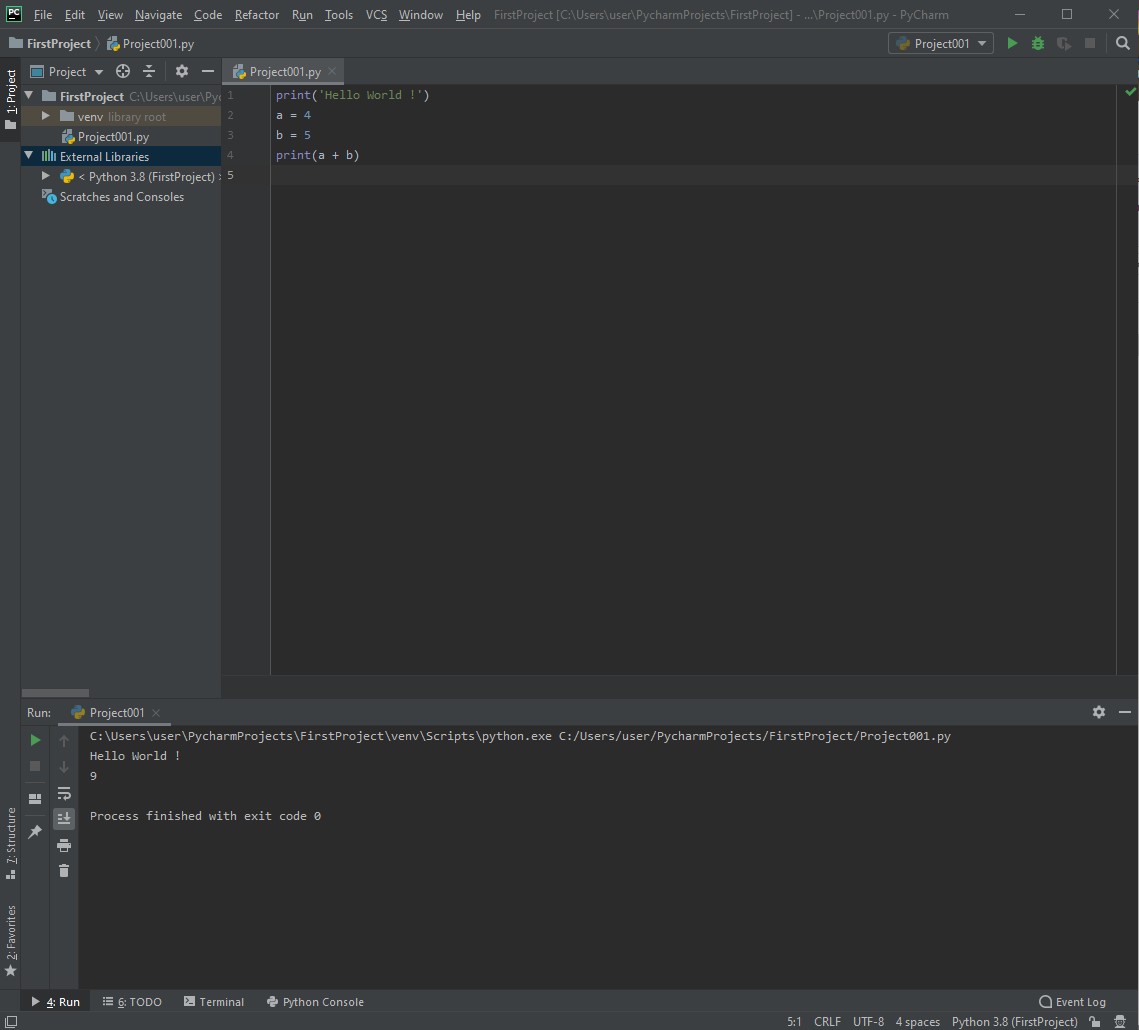 PC File Edit View Navigate Code Refactor Run Tools VCS Window Help FirstProject [C:\Users\user\PycharmProjects\FirstProject] - ...\Project001.py - PyCharm
FirstProject Project001.py Project001
1: Project
Project
Project001.py
FirstProject C:\Users\user\Pyc
venv library root
Project001.py
External Libraries
< Python 3.8 (FirstProject) >
Scratches and Consoles
1 print('Hello World !')
2 a = 4
3 b = 5
4 print(a + b)
5
Run: Project001
C:\Users\user\PycharmProjects\FirstProject\venv\Scripts\python.exe C:/Users/user/PycharmProjects/FirstProject/Project001.py
Hello World !
9
Process finished with exit code 0
7: Structure
2: Favorites
4: Run 6: TODO Terminal Python Console Event Log
5:1 CRLF UTF-8 4 spaces Python 3.8 (FirstProject)